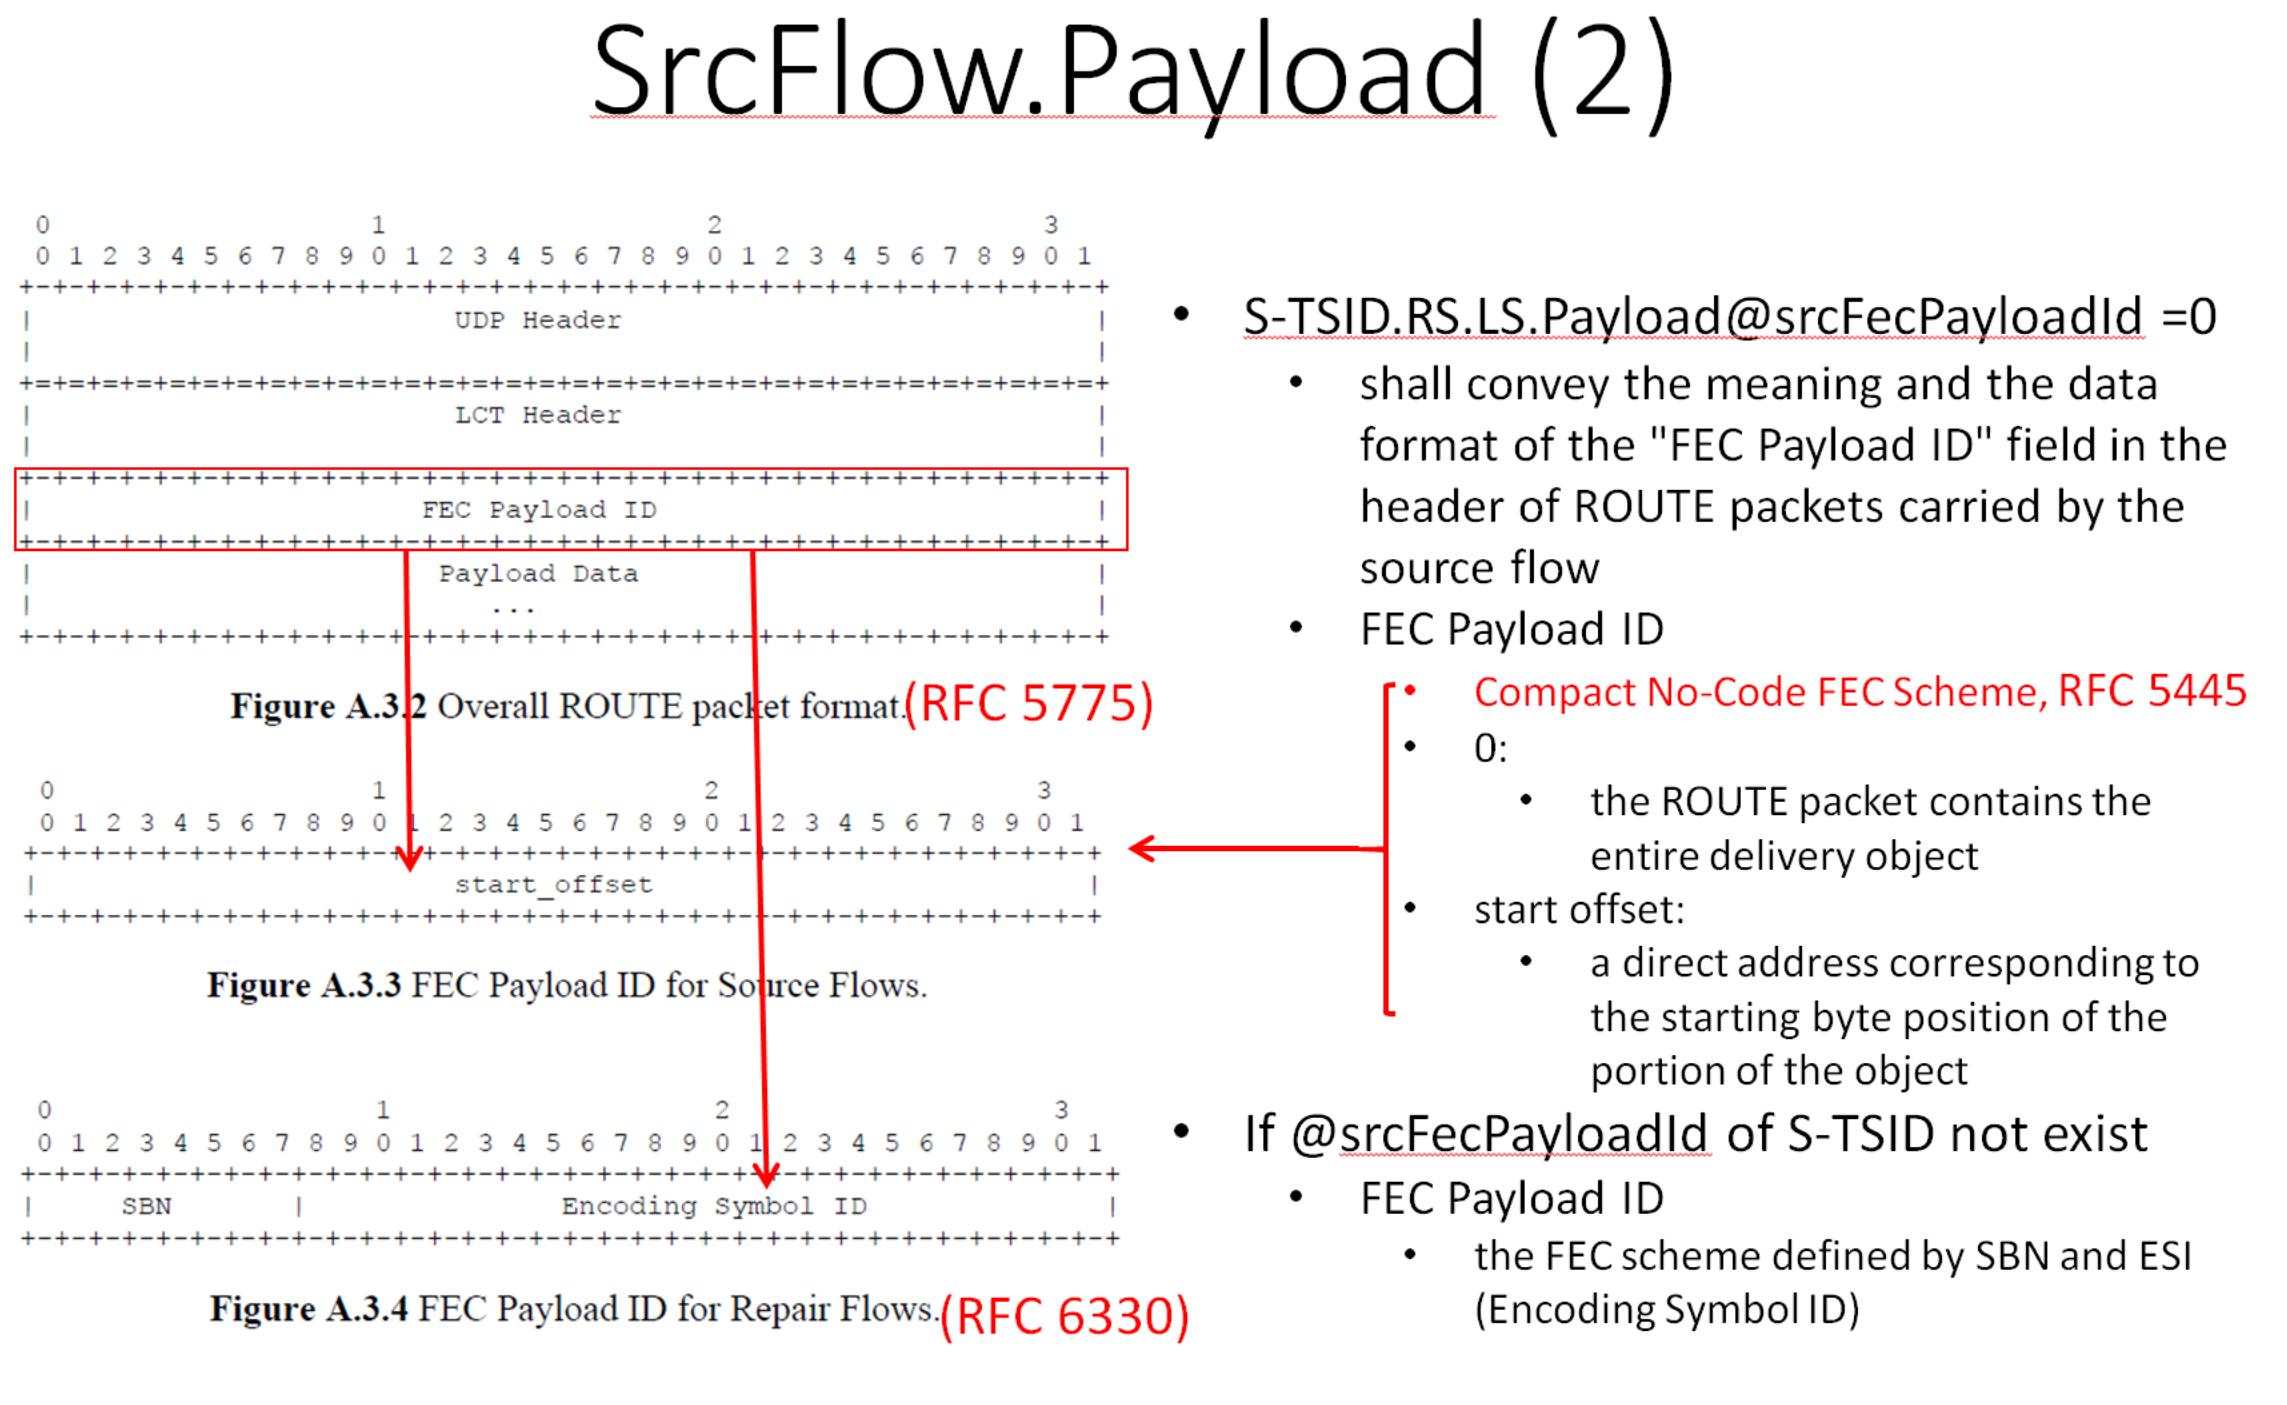 SrcFlow.Payload (2)
0                   1                   2                   3
0 1 2 3 4 5 6 7 8 9 0 1 2 3 4 5 6 7 8 9 0 1 2 3 4 5 6 7 8 9 0 1
+-+-+-+-+-+-+-+-+-+-+-+-+-+-+-+-+-+-+-+-+-+-+-+-+-+-+-+-+-+-+-+-+
| UDP Header |
| |
+=+=+=+=+=+=+=+=+=+=+=+=+=+=+=+=+=+=+=+=+=+=+=+=+=+=+=+=+=+=+=+=+
| LCT Header |
| |
+-+-+-+-+-+-+-+-+-+-+-+-+-+-+-+-+-+-+-+-+-+-+-+-+-+-+-+-+-+-+-+-+
| FEC Payload ID |
+-+-+-+-+-+-+-+-+-+-+-+-+-+-+-+-+-+-+-+-+-+-+-+-+-+-+-+-+-+-+-+-+
| Payload Data |
| ... |
+-+-+-+-+-+-+-+-+-+-+-+-+-+-+-+-+-+-+-+-+-+-+-+-+-+-+-+-+-+-+-+-+
Figure A.3.2 Overall ROUTE packet format.(RFC 5775)
0                   1                   2                   3
0 1 2 3 4 5 6 7 8 9 0 1 2 3 4 5 6 7 8 9 0 1 2 3 4 5 6 7 8 9 0 1
+-+-+-+-+-+-+-+-+-+-+-+-+-+-+-+-+-+-+-+-+-+-+-+-+-+-+-+-+-+-+-+-+
| start_offset |
+-+-+-+-+-+-+-+-+-+-+-+-+-+-+-+-+-+-+-+-+-+-+-+-+-+-+-+-+-+-+-+-+
Figure A.3.3 FEC Payload ID for Source Flows.
0                   1                   2                   3
0 1 2 3 4 5 6 7 8 9 0 1 2 3 4 5 6 7 8 9 0 1 2 3 4 5 6 7 8 9 0 1
+-+-+-+-+-+-+-+-+-+-+-+-+-+-+-+-+-+-+-+-+-+-+-+-+-+-+-+-+-+-+-+-+
| SBN | Encoding Symbol ID |
+-+-+-+-+-+-+-+-+-+-+-+-+-+-+-+-+-+-+-+-+-+-+-+-+-+-+-+-+-+-+-+-+
Figure A.3.4 FEC Payload ID for Repair Flows.(RFC 6330)
• S-TSID.RS.LS.Payload@srcFecPayloadId =0
• shall convey the meaning and the data
format of the "FEC Payload ID" field in the
header of ROUTE packets carried by the
source flow
• FEC Payload ID
• Compact No-Code FEC Scheme, RFC 5445
• 0:
• the ROUTE packet contains the
entire delivery object
• start offset:
• a direct address corresponding to
the starting byte position of the
portion of the object
• If @srcFecPayloadId of S-TSID not exist
• FEC Payload ID
• the FEC scheme defined by SBN and ESI
(Encoding Symbol ID)